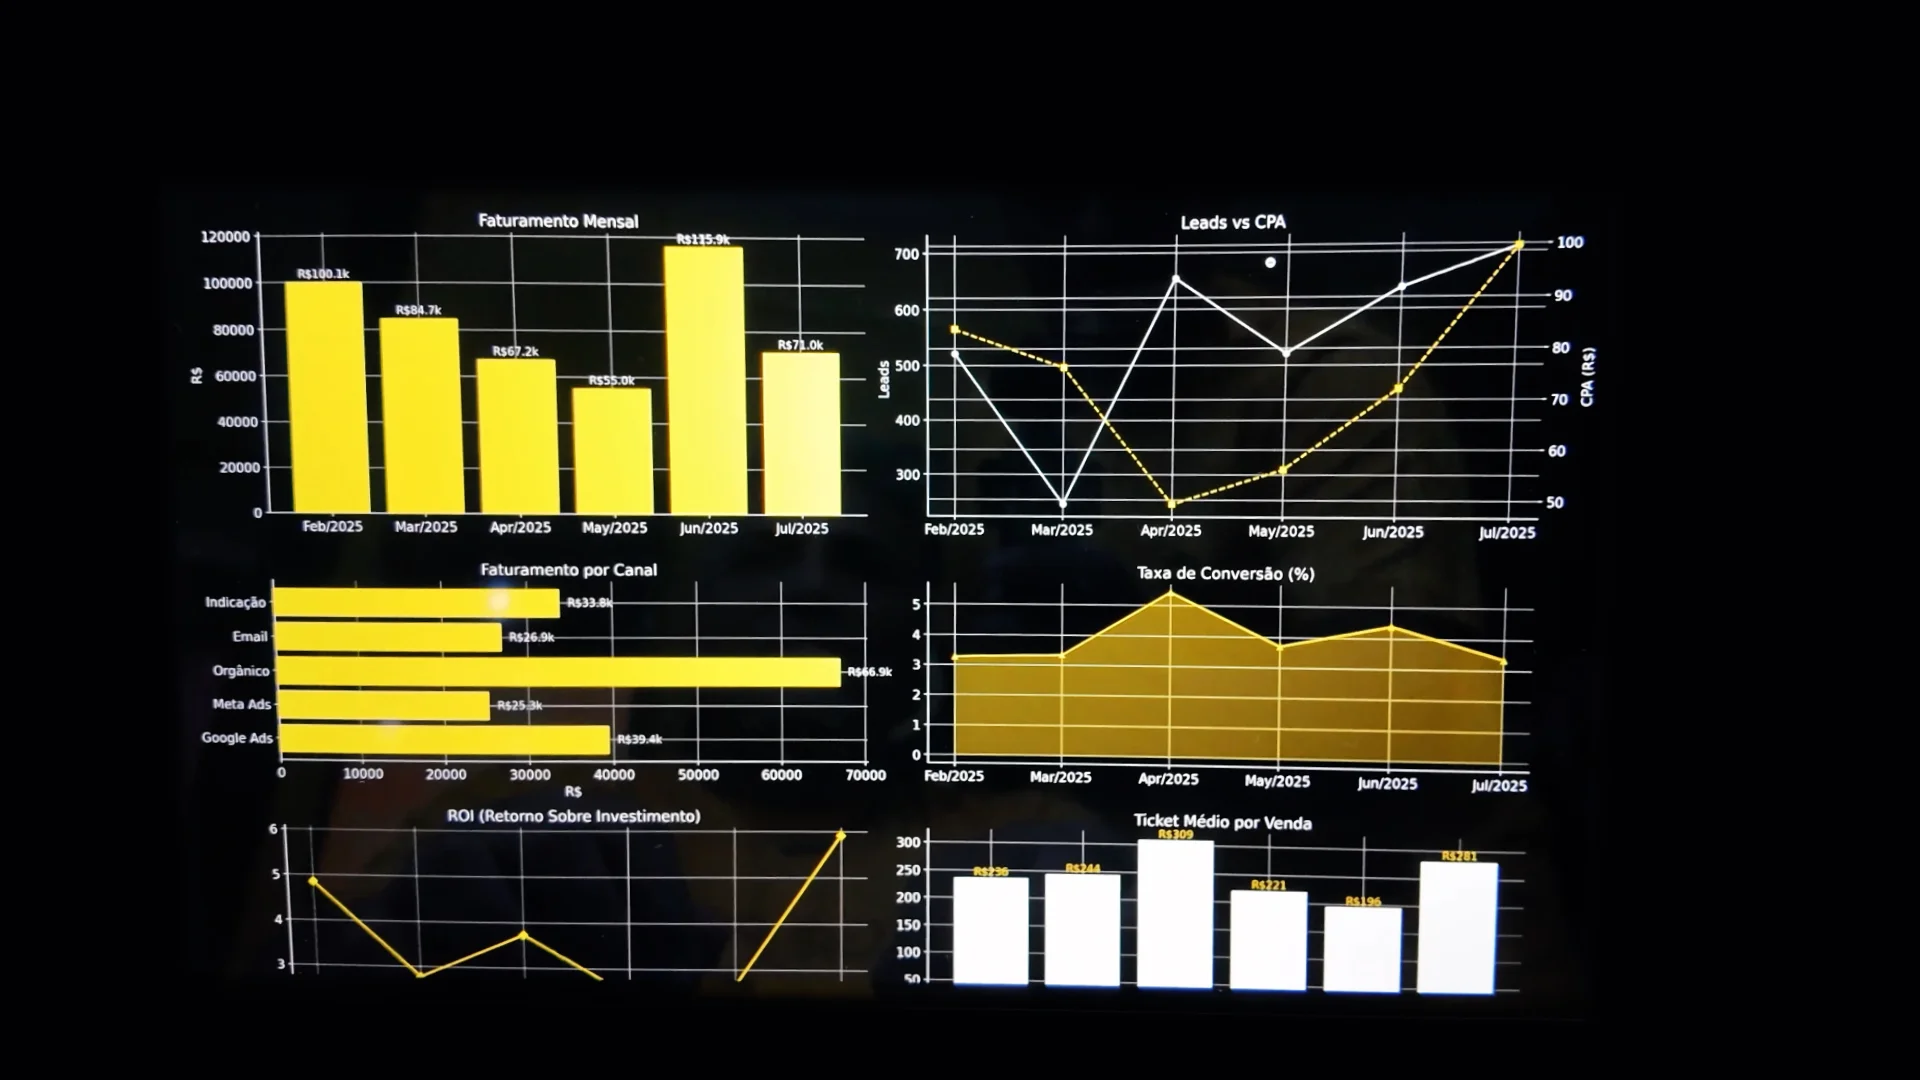 Faturamento Mensal
120000
100000
80000
60000
40000
20000
0
R$
R$100.1k
R$84.7k
R$67.2k
R$55.0k
R$115.9k
R$71.0k
Feb/2025 Mar/2025 Apr/2025 May/2025 Jun/2025 Jul/2025
Leads vs CPA
700
600
500
400
300
Leads
100
90
80
70
60
50
CPA (R$)
Feb/2025 Mar/2025 Apr/2025 May/2025 Jun/2025 Jul/2025
Faturamento por Canal
Indicação R$33.8k
Email R$26.9k
Orgânico R$66.9k
Meta Ads R$25.3k
Google Ads R$39.4k
0 10000 20000 30000 40000 50000 60000 70000
R$
Taxa de Conversão (%)
5
4
3
2
1
0
Feb/2025 Mar/2025 Apr/2025 May/2025 Jun/2025 Jul/2025
ROI (Retorno Sobre Investimento)
6
5
4
3
Ticket Médio por Venda
300
250
200
150
100
50
R$236
R$244
R$309
R$221
R$196
R$281